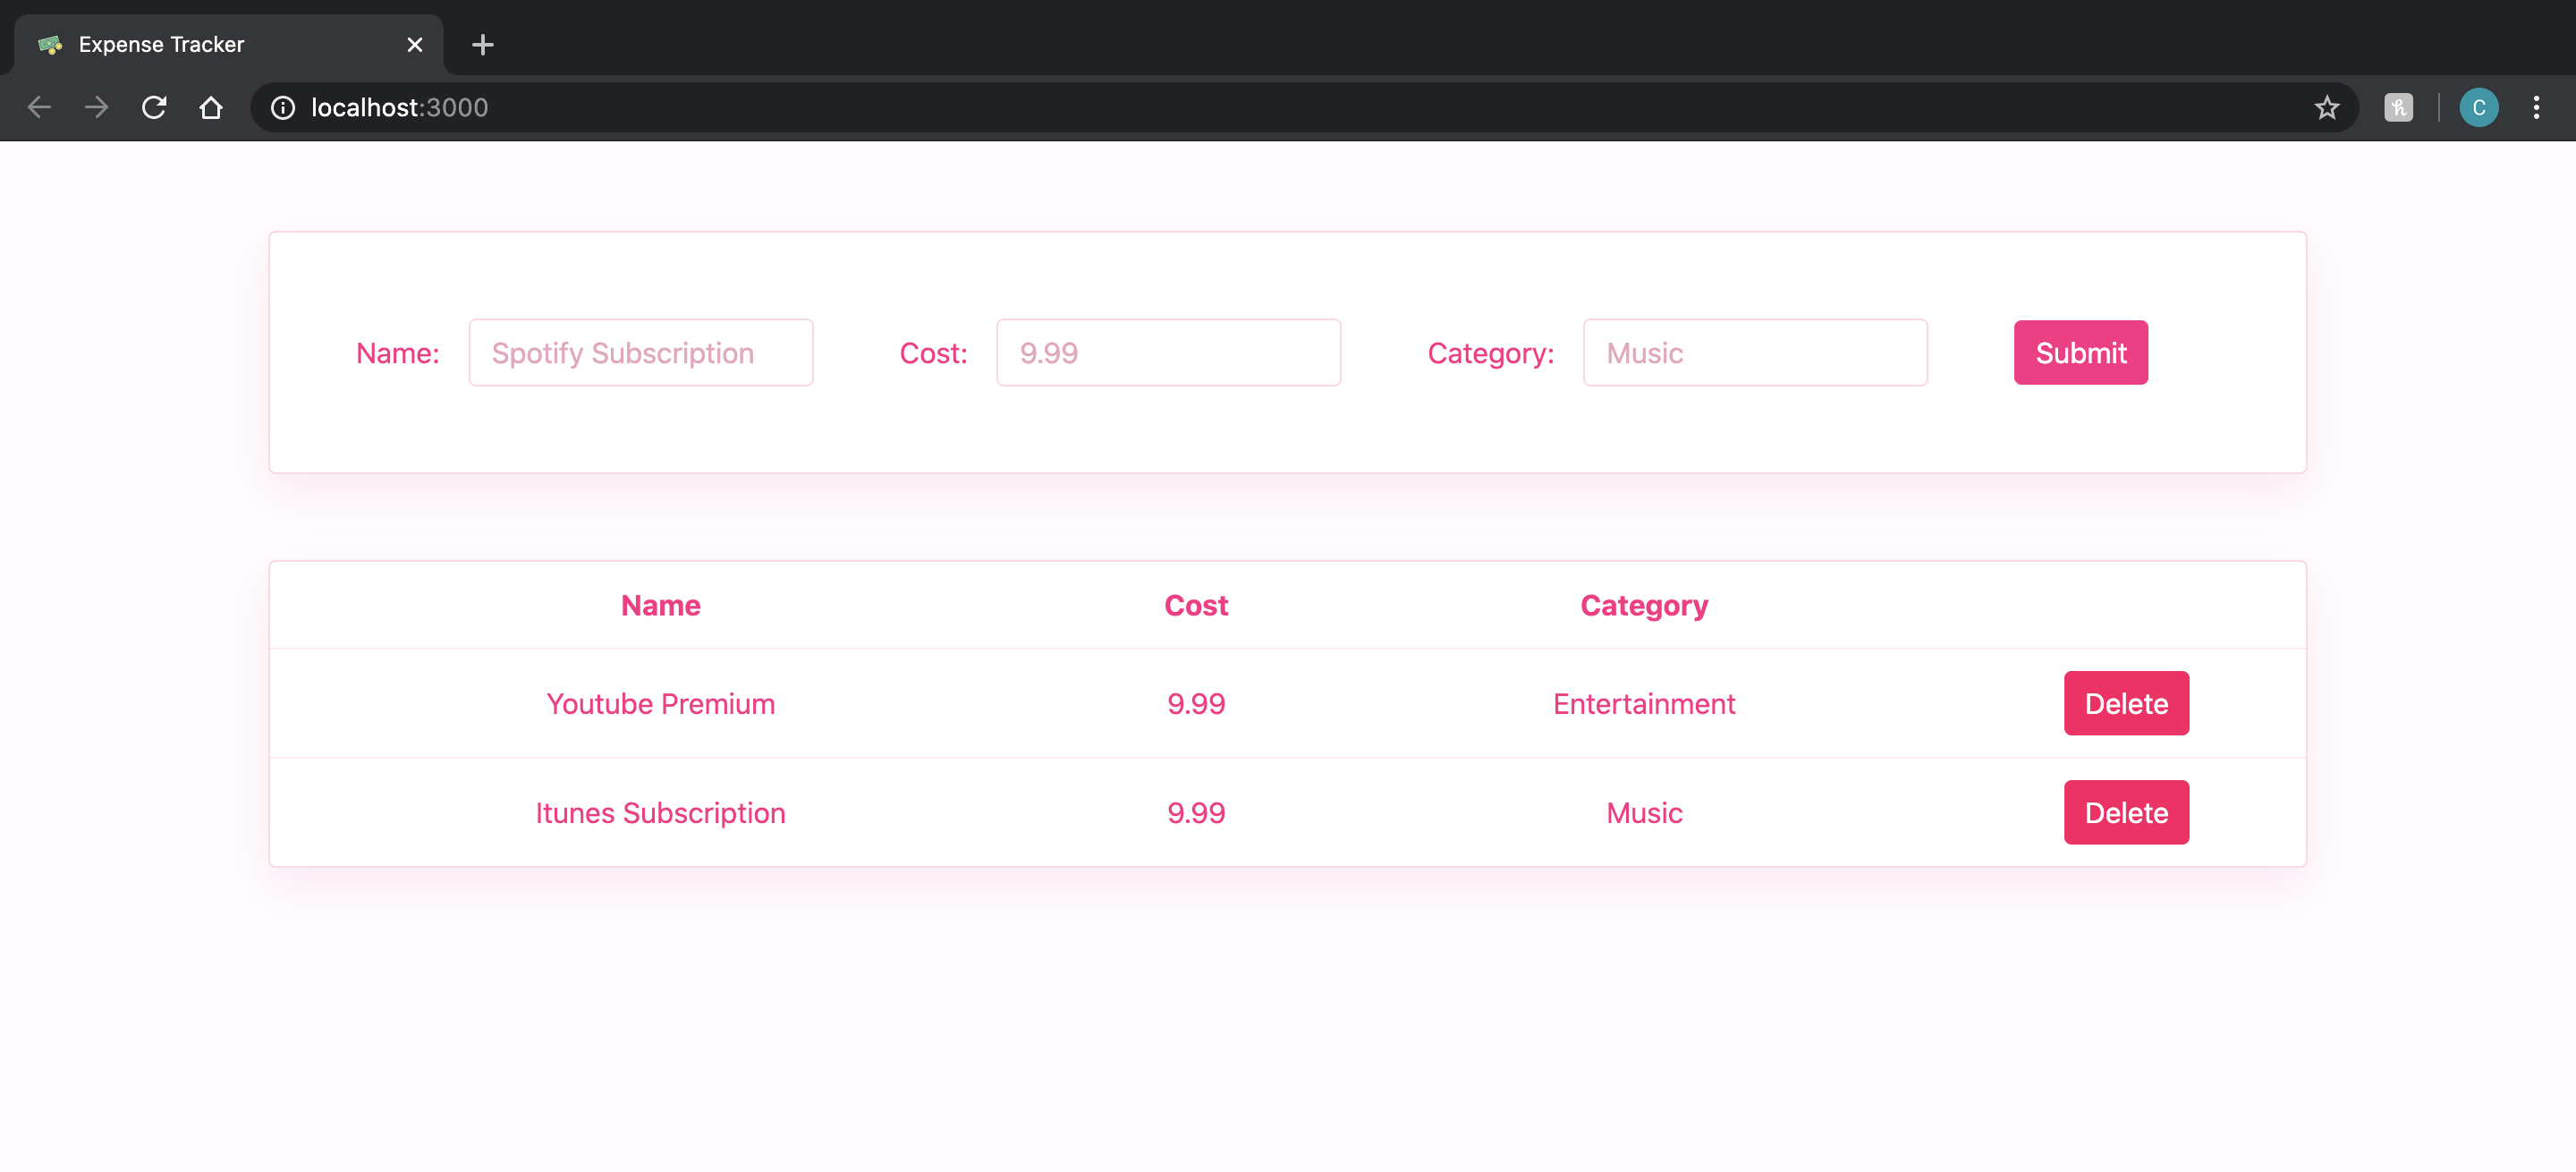 Expense Tracker
localhost:3000
C
Name: Spotify Subscription Cost: 9.99 Category: Music Submit
Name Cost Category
Youtube Premium 9.99 Entertainment Delete
Itunes Subscription 9.99 Music Delete